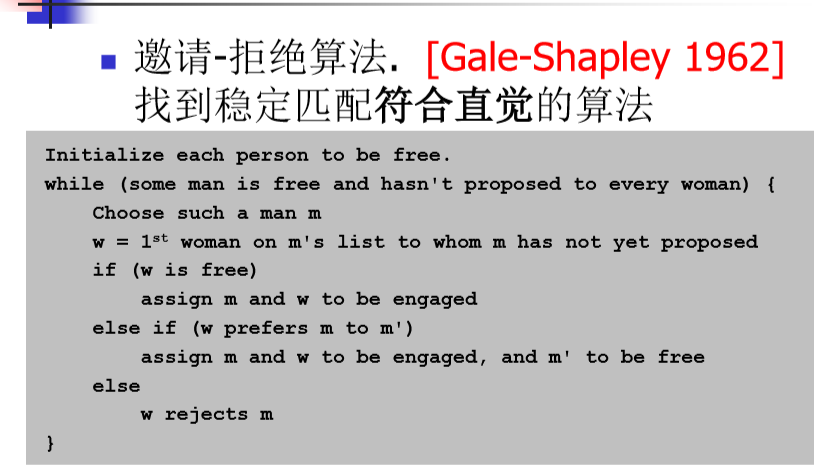 邀请-拒绝算法. [Gale-Shapley 1962]
找到稳定匹配符合直觉的算法
Initialize each person to be free.
while (some man is free and hasn't proposed to every woman) {
    Choose such a man m
    w = 1st woman on m's list to whom m has not yet proposed
    if (w is free)
        assign m and w to be engaged
    else if (w prefers m to m')
        assign m and w to be engaged, and m' to be free
    else
        w rejects m
}